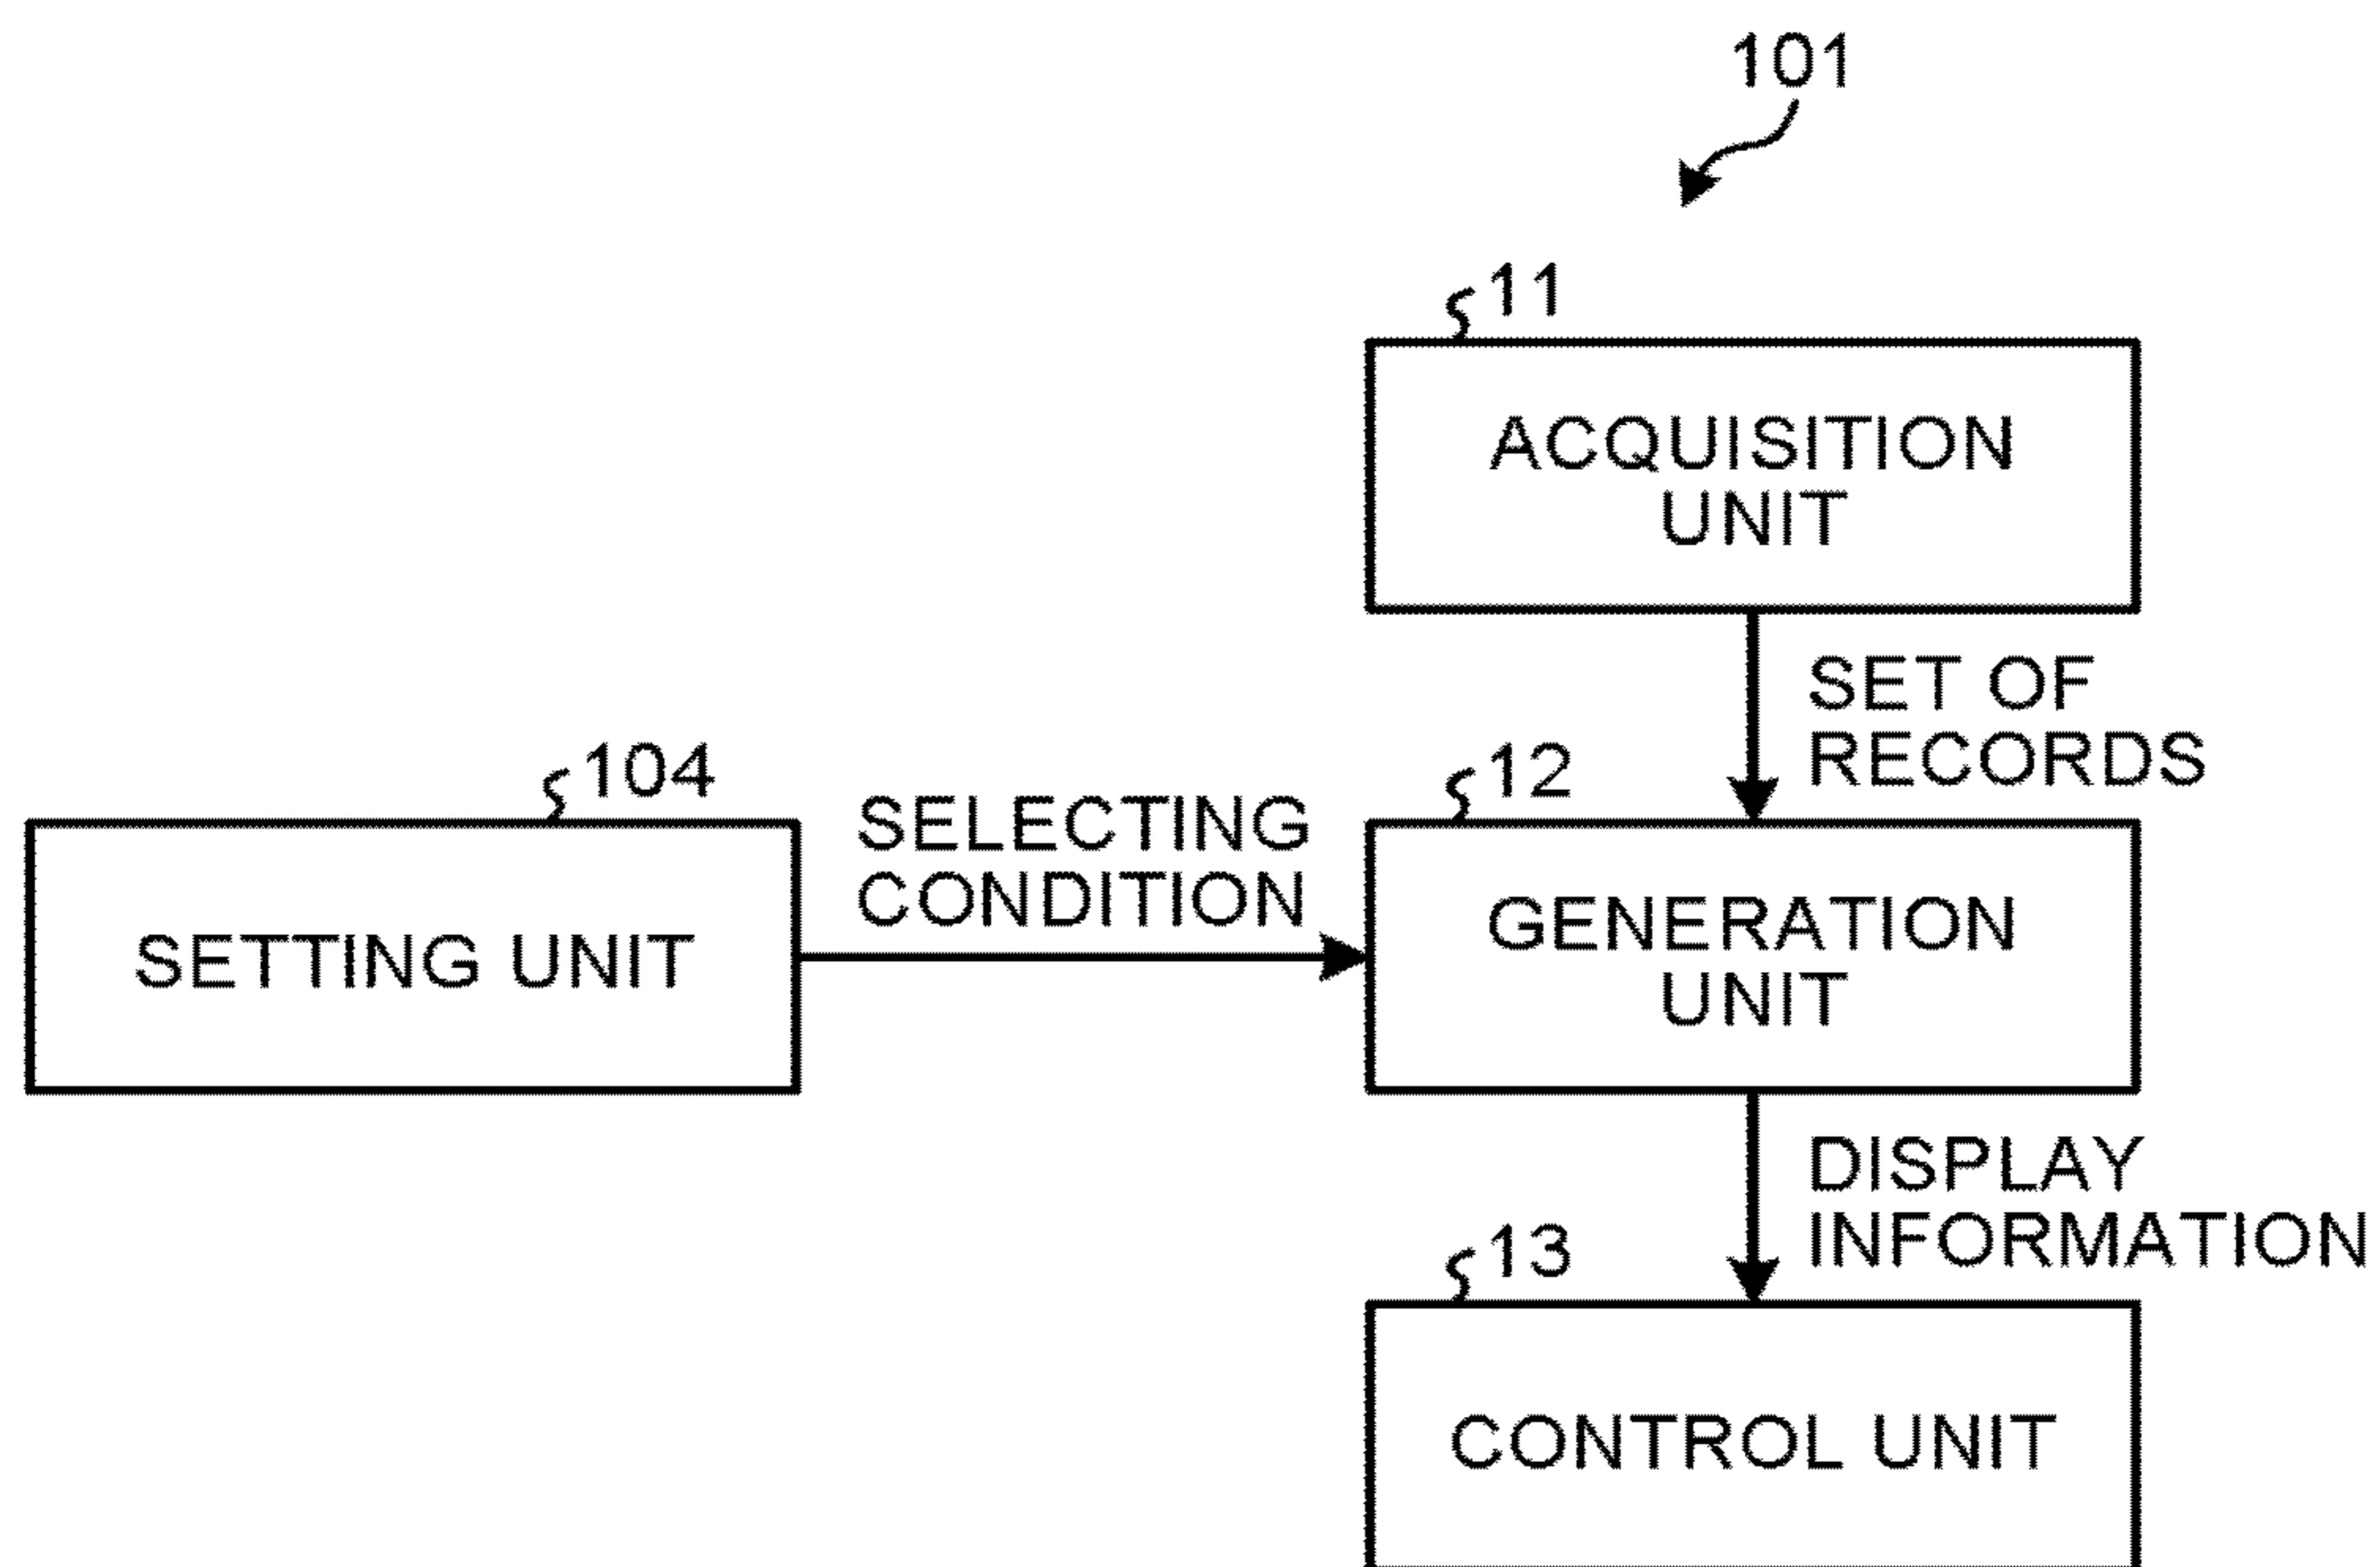 101
11
ACQUISITION
UNIT
SET OF
RECORDS
104
SETTING UNIT
SELECTING
CONDITION
12
GENERATION
UNIT
DISPLAY
INFORMATION
13
CONTROL UNIT